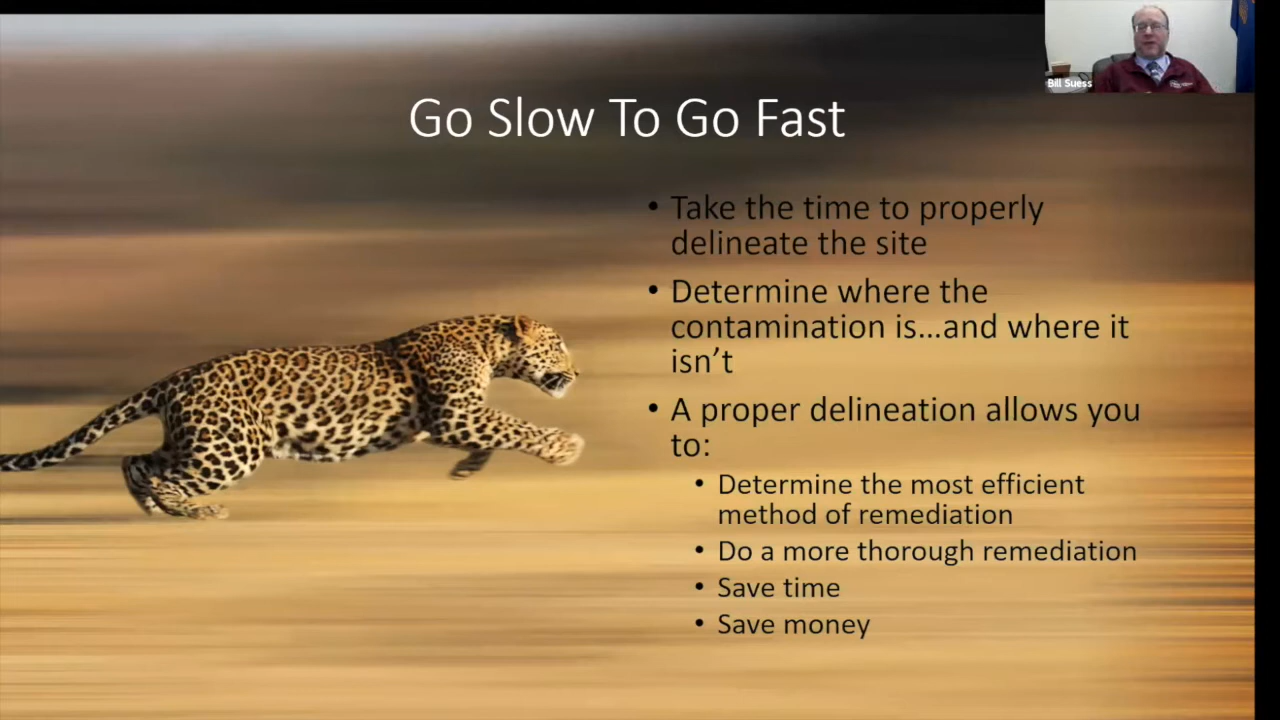 Bill Suess
Go Slow To Go Fast
• Take the time to properly
delineate the site
• Determine where the
contamination is...and where it
isn't
• A proper delineation allows you
to:
• Determine the most efficient
method of remediation
• Do a more thorough remediation
• Save time
• Save money